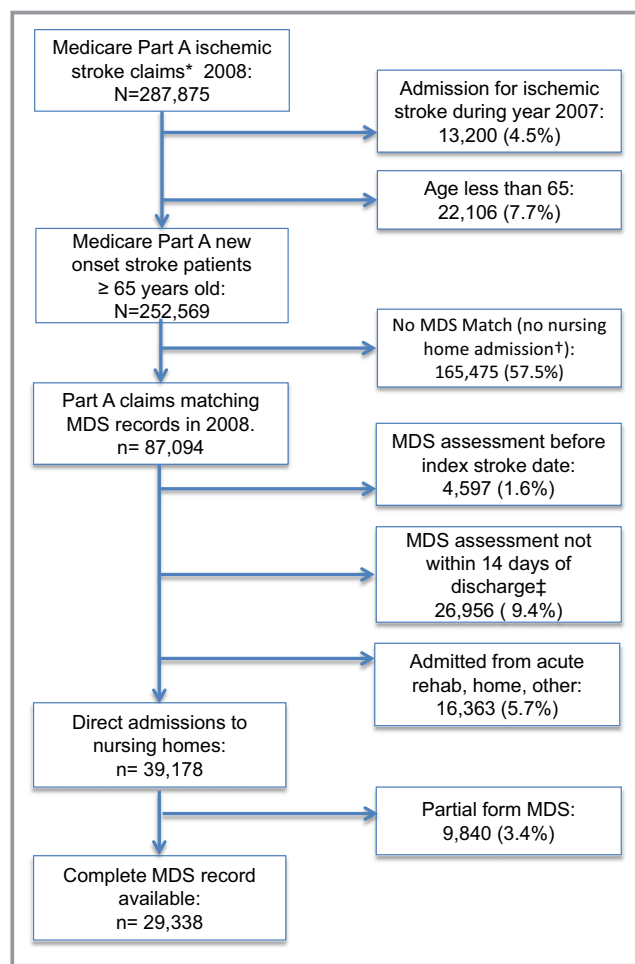 Medicare Part A ischemic
stroke claims* 2008:
N=287,875
Admission for ischemic
stroke during year 2007:
13,200 (4.5%)
Age less than 65:
22,106 (7.7%)
Medicare Part A new
onset stroke patients
≥ 65 years old:
N=252,569
No MDS Match (no nursing
home admission†):
165,475 (57.5%)
Part A claims matching
MDS records in 2008.
n= 87,094
MDS assessment before
index stroke date:
4,597 (1.6%)
MDS assessment not
within 14 days of
discharge‡
26,956 ( 9.4%)
Admitted from acute
rehab, home, other:
16,363 (5.7%)
Direct admissions to
nursing homes:
n= 39,178
Partial form MDS:
9,840 (3.4%)
Complete MDS record
available:
n= 29,338